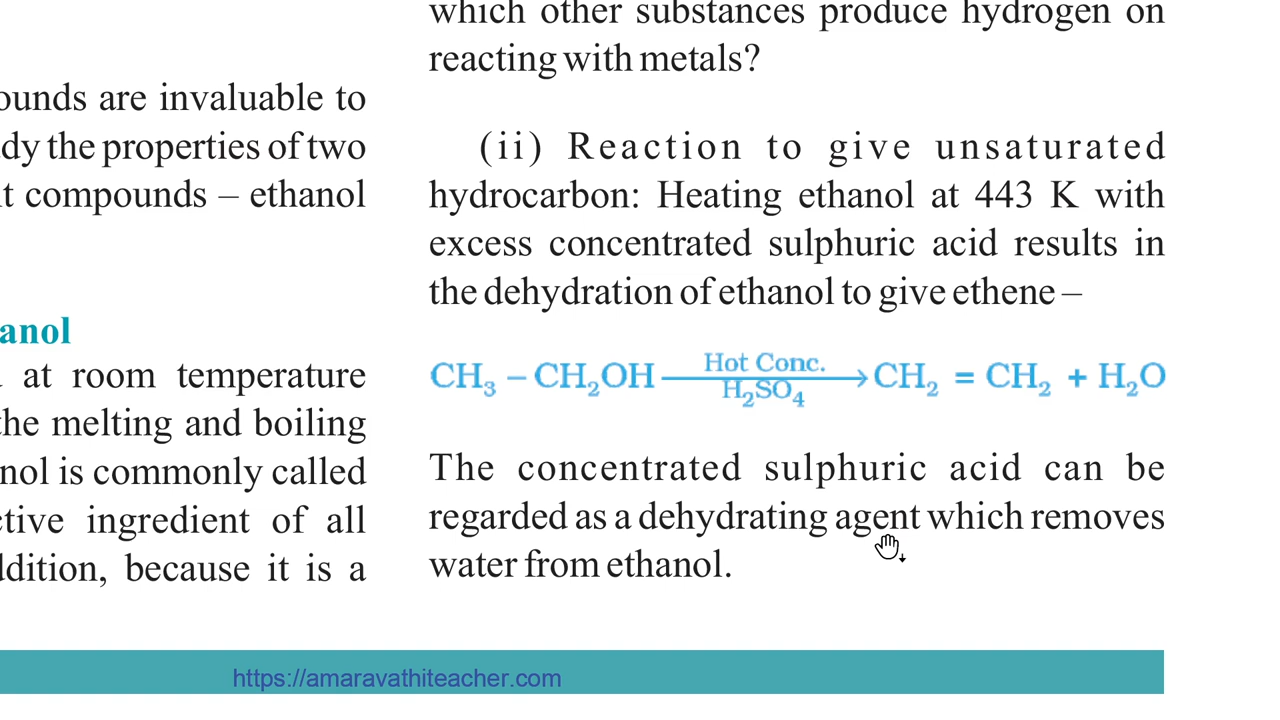 ounds are invaluable to
dy the properties of two
t compounds – ethanol
anol
at room temperature
the melting and boiling
nol is commonly called
ctive ingredient of all
ddition, because it is a
which other substances produce hydrogen on
reacting with metals?
(ii) Reaction to give unsaturated
hydrocarbon: Heating ethanol at 443 K with
excess concentrated sulphuric acid results in
the dehydration of ethanol to give ethene –
CH₃ – CH₂OH ⟶ CH₂ = CH₂ + H₂O
Hot Conc.
H₂SO₄
The concentrated sulphuric acid can be
regarded as a dehydrating agent which removes
water from ethanol.
https://amaravathiteacher.com